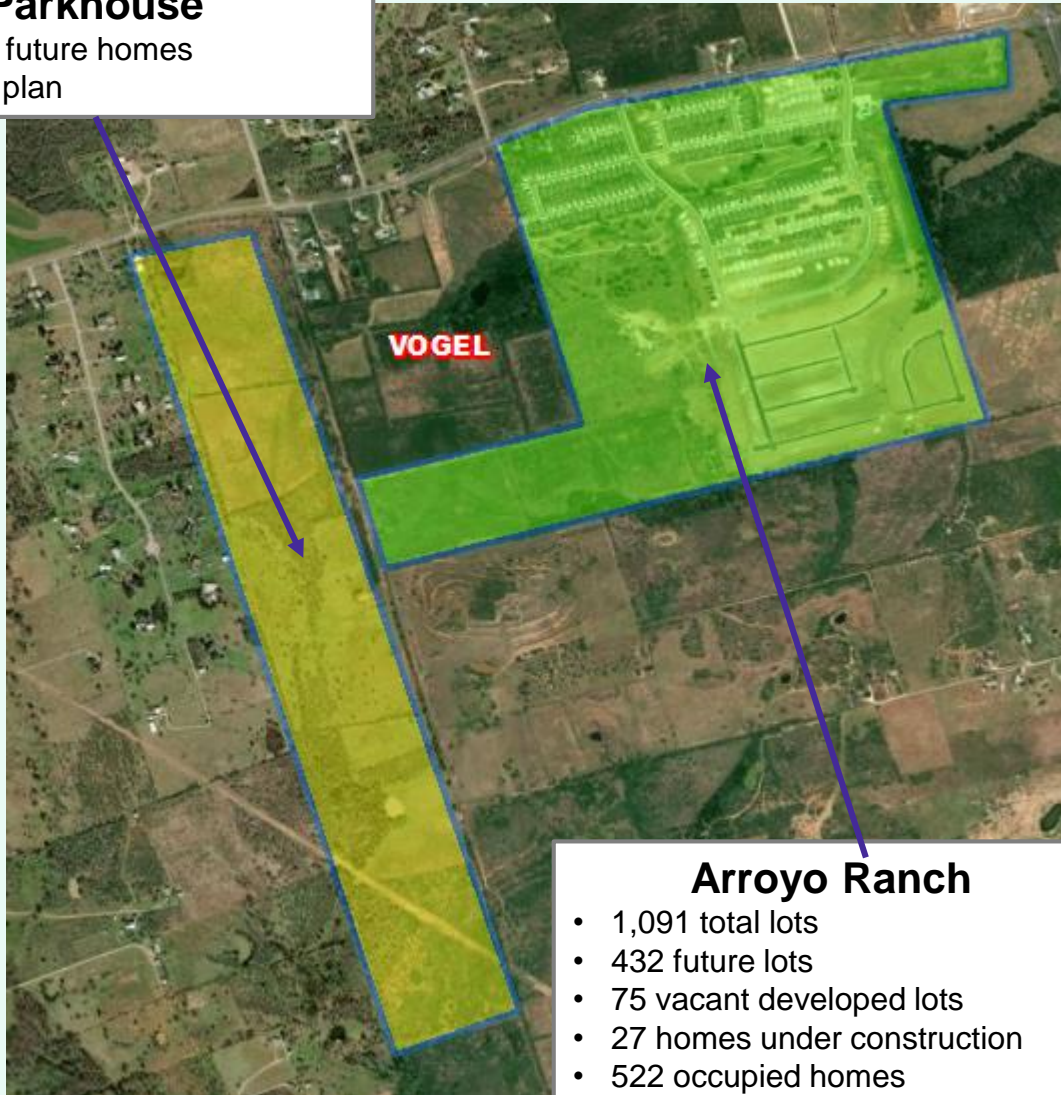 Parkhouse
future homes
plan
VOGEL
Arroyo Ranch
• 1,091 total lots
• 432 future lots
• 75 vacant developed lots
• 27 homes under construction
• 522 occupied homes